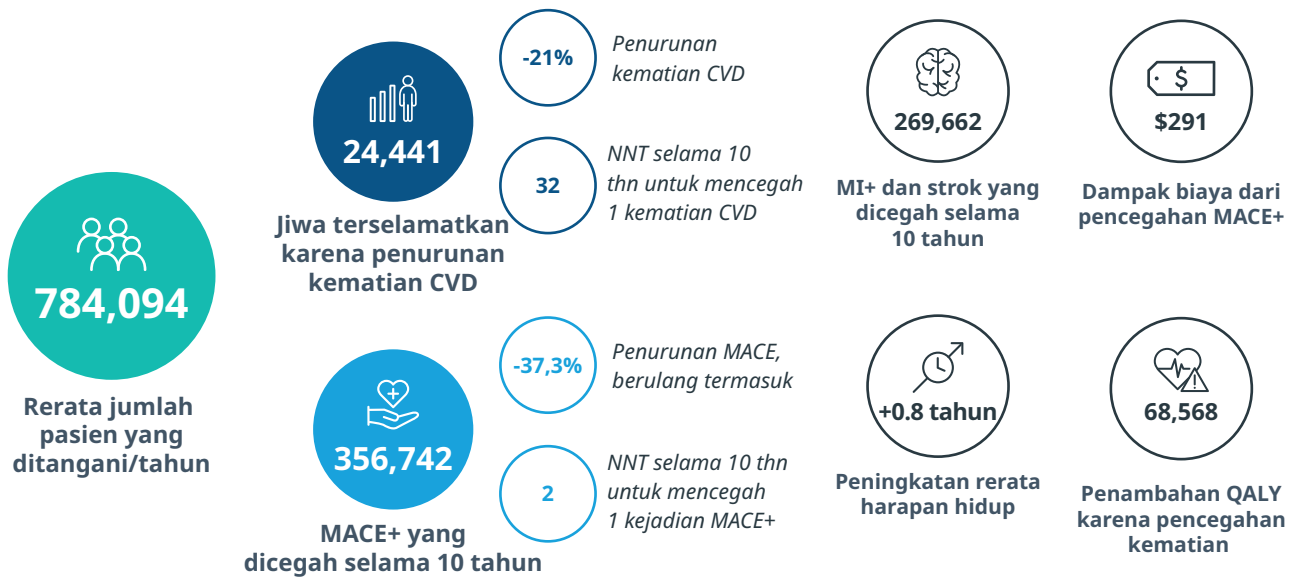 784,094
Rerata jumlah
pasien yang
ditangani/tahun
24,441
Jiwa terselamatkan
karena penurunan
kematian CVD
-21%
Penurunan
kematian CVD
32
NNT selama 10
thn untuk mencegah
1 kematian CVD
356,742
MACE+ yang
dicegah selama 10 tahun
-37,3%
Penurunan MACE,
berulang termasuk
2
NNT selama 10 thn
untuk mencegah
1 kejadian MACE+
$
269,662
MI+ dan strok yang
dicegah selama
10 tahun
$291
Dampak biaya dari
pencegahan MACE+
+0.8 tahun
Peningkatan rerata
harapan hidup
68,568
Penambahan QALY
karena pencegahan
kematian